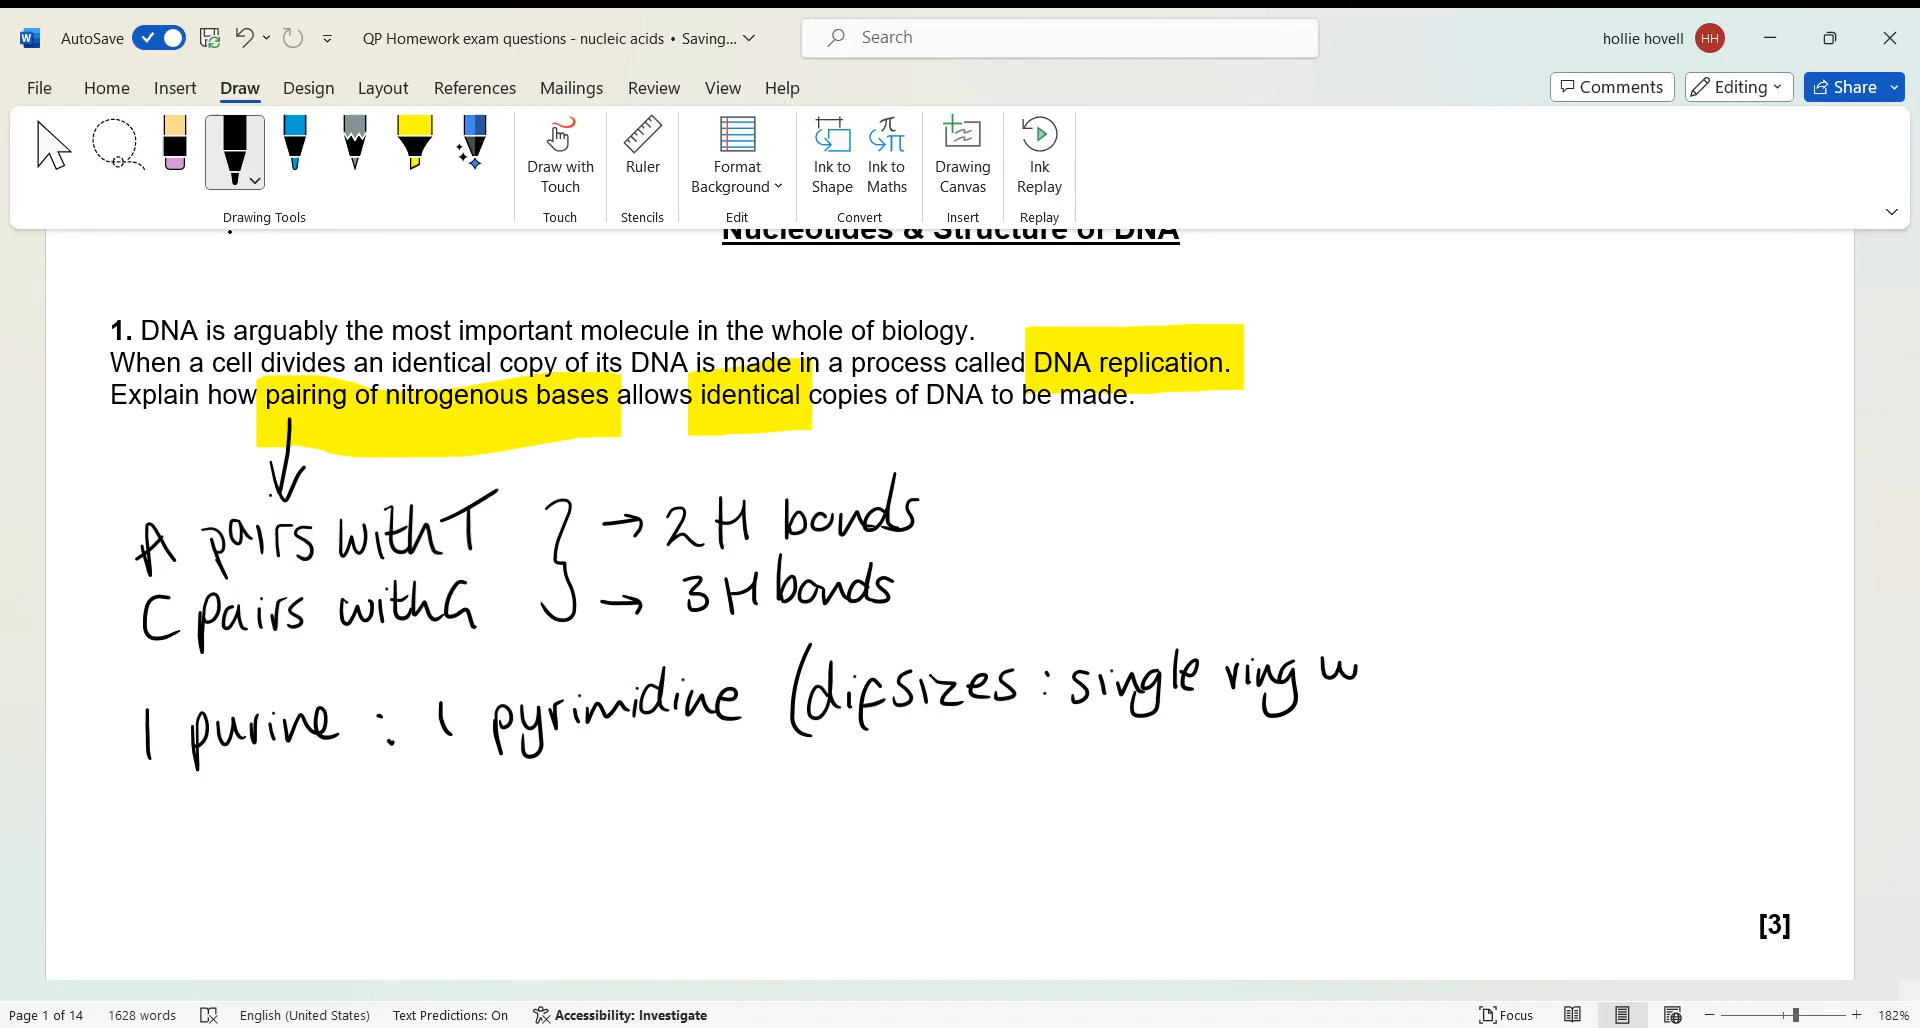 AutoSave QP Homework exam questions - nucleic acids • Saving... Search hollie hovell HH
File Home Insert Draw Design Layout References Mailings Review View Help Comments Editing Share
Draw with Touch Ruler Format Background Ink to Shape Ink to Maths Drawing Canvas Ink Replay
Drawing Tools Touch Stencils Edit Convert Insert Replay
Nucleotides & Structure of DNA
1. DNA is arguably the most important molecule in the whole of biology.
When a cell divides an identical copy of its DNA is made in a process called DNA replication.
Explain how pairing of nitrogenous bases allows identical copies of DNA to be made.
A pairs with T } → 2 H bonds
C pairs with G → 3 H bonds
1 purine : 1 pyrimidine (dif sizes : single ring w
[3]
Page 1 of 14 1628 words English (United States) Text Predictions: On Accessibility: Investigate Focus 182%